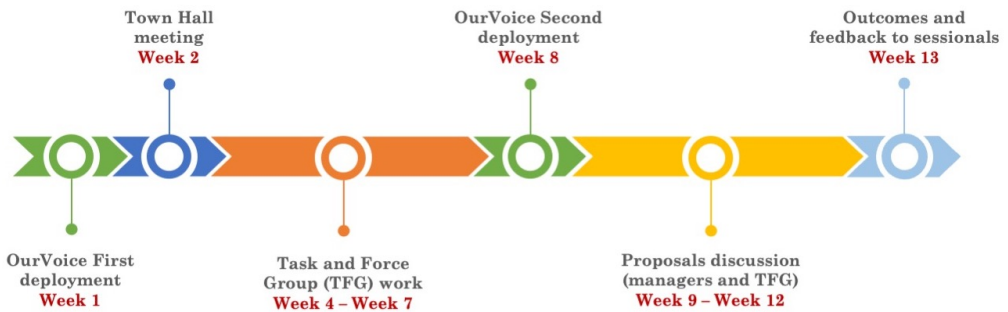 Town Hall
meeting
Week 2
OurVoice Second
deployment
Week 8
Outcomes and
feedback to sessionals
Week 13
OurVoice First
deployment
Week 1
Task and Force
Group (TFG) work
Week 4 – Week 7
Proposals discussion
(managers and TFG)
Week 9 – Week 12